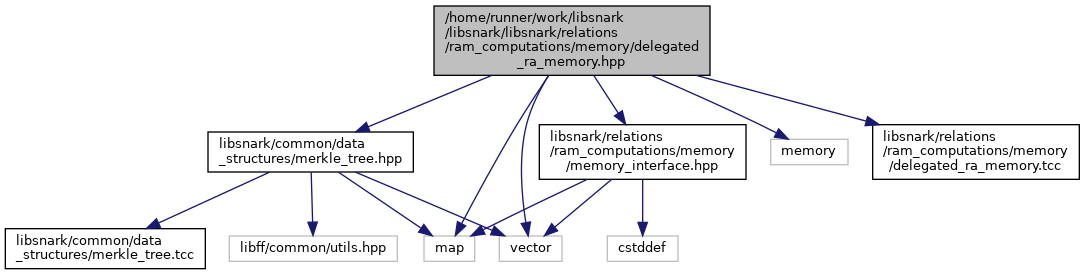 /home/runner/work/libsnark
/libsnark/libsnark/relations
/ram_computations/memory/delegated
_ra_memory.hpp
libsnark/common/data
_structures/merkle_tree.hpp
libsnark/relations
/ram_computations/memory
/memory_interface.hpp
memory
libsnark/relations
/ram_computations/memory
/delegated_ra_memory.tcc
libsnark/common/data
_structures/merkle_tree.tcc
libff/common/utils.hpp
map
vector
cstddef